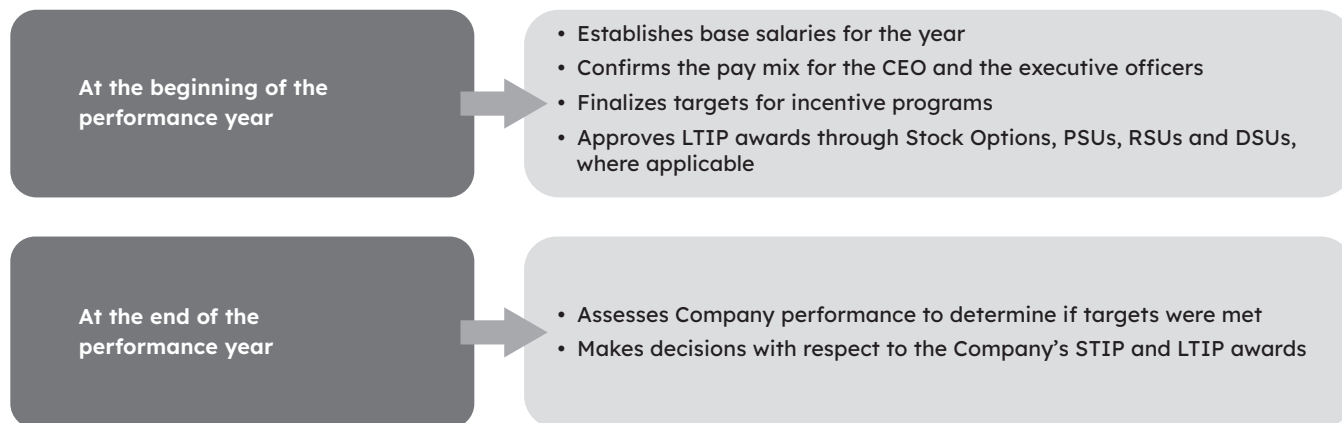 At the beginning of the
performance year
• Establishes base salaries for the year
• Confirms the pay mix for the CEO and the executive officers
• Finalizes targets for incentive programs
• Approves LTIP awards through Stock Options, PSUs, RSUs and DSUs,
where applicable
At the end of the
performance year
• Assesses Company performance to determine if targets were met
• Makes decisions with respect to the Company’s STIP and LTIP awards